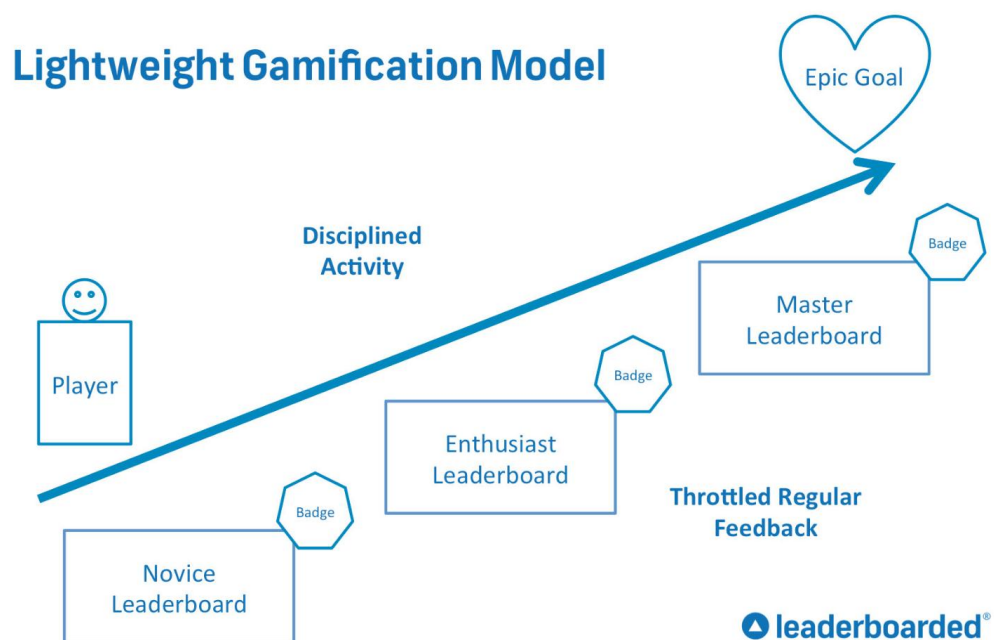 Lightweight Gamification Model
Epic Goal
Disciplined
Activity
Badge
Master
Leaderboard
Player
Badge
Enthusiast
Leaderboard
Throttled Regular
Feedback
Badge
Novice
Leaderboard
leaderboarded®